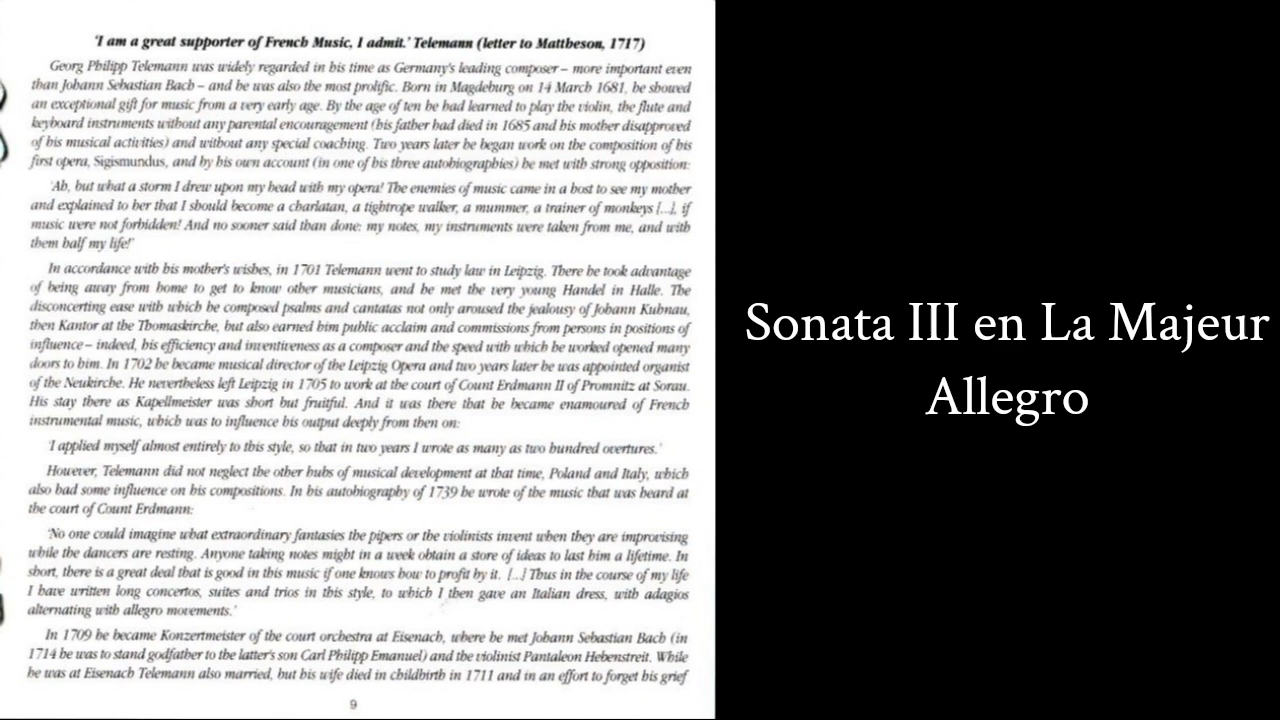 'I am a great supporter of French Music, I admit.' Telemann (letter to Mattheson, 1717)
Georg Philipp Telemann was widely regarded in his time as Germany's leading composer – more important even
than Johann Sebastian Bach – and he was also the most prolific. Born in Magdeburg on 14 March 1681, he showed
an exceptional gift for music from a very early age. By the age of ten he had learned to play the violin, the flute and
keyboard instruments without any parental encouragement (his father had died in 1685 and his mother disapproved
of his musical activities) and without any special coaching. Two years later he began work on the composition of his
first opera, Sigismundus, and by his own account (in one of his three autobiographies) he met with strong opposition:
'Ah, but what a storm I drew upon my head with my opera! The enemies of music came in a host to see my mother
and explained to her that I should become a charlatan, a tightrope walker, a mummer, a trainer of monkeys [...], if
music were not forbidden! And no sooner said than done: my notes, my instruments were taken from me, and with
them half my life!'
In accordance with his mother's wishes, in 1701 Telemann went to study law in Leipzig. There he took advantage
of being away from home to get to know other musicians, and he met the very young Handel in Halle. The
disconcerting ease with which he composed psalms and cantatas not only aroused the jealousy of Johann Kuhnau,
then Kantor at the Thomaskirche, but also earned him public acclaim and commissions from persons in positions of
influence – indeed, his efficiency and inventiveness as a composer and the speed with which he worked opened many
doors to him. In 1702 he became musical director of the Leipzig Opera and two years later he was appointed organist
of the Neukirche. He nevertheless left Leipzig in 1705 to work at the court of Count Erdmann II of Promnitz at Sorau.
His stay there as Kapellmeister was short but fruitful. And it was there that he became enamoured of French
instrumental music, which was to influence his output deeply from then on:
'I applied myself almost entirely to this style, so that in two years I wrote as many as two hundred overtures.'
However, Telemann did not neglect the other hubs of musical development at that time, Poland and Italy, which
also had some influence on his compositions. In his autobiography of 1739 he wrote of the music that was heard at
the court of Count Erdmann:
'No one could imagine what extraordinary fantasies the pipers or the violinists invent when they are improvising
while the dancers are resting. Anyone taking notes might in a week obtain a store of ideas to last him a lifetime. In
short, there is a great deal that is good in this music if one knows how to profit by it. [...] Thus in the course of my life
I have written long concertos, suites and trios in this style, to which I then gave an Italian dress, with adagios
alternating with allegro movements.'
In 1709 he became Konzertmeister of the court orchestra at Eisenach, where he met Johann Sebastian Bach (in
1714 he was to stand godfather to the latter's son Carl Philipp Emanuel) and the violinist Pantaleon Hebenstreit. While
he was at Eisenach Telemann also married, but his wife died in childbirth in 1711 and in an effort to forget his grief
9
Sonata III en La Majeur
Allegro